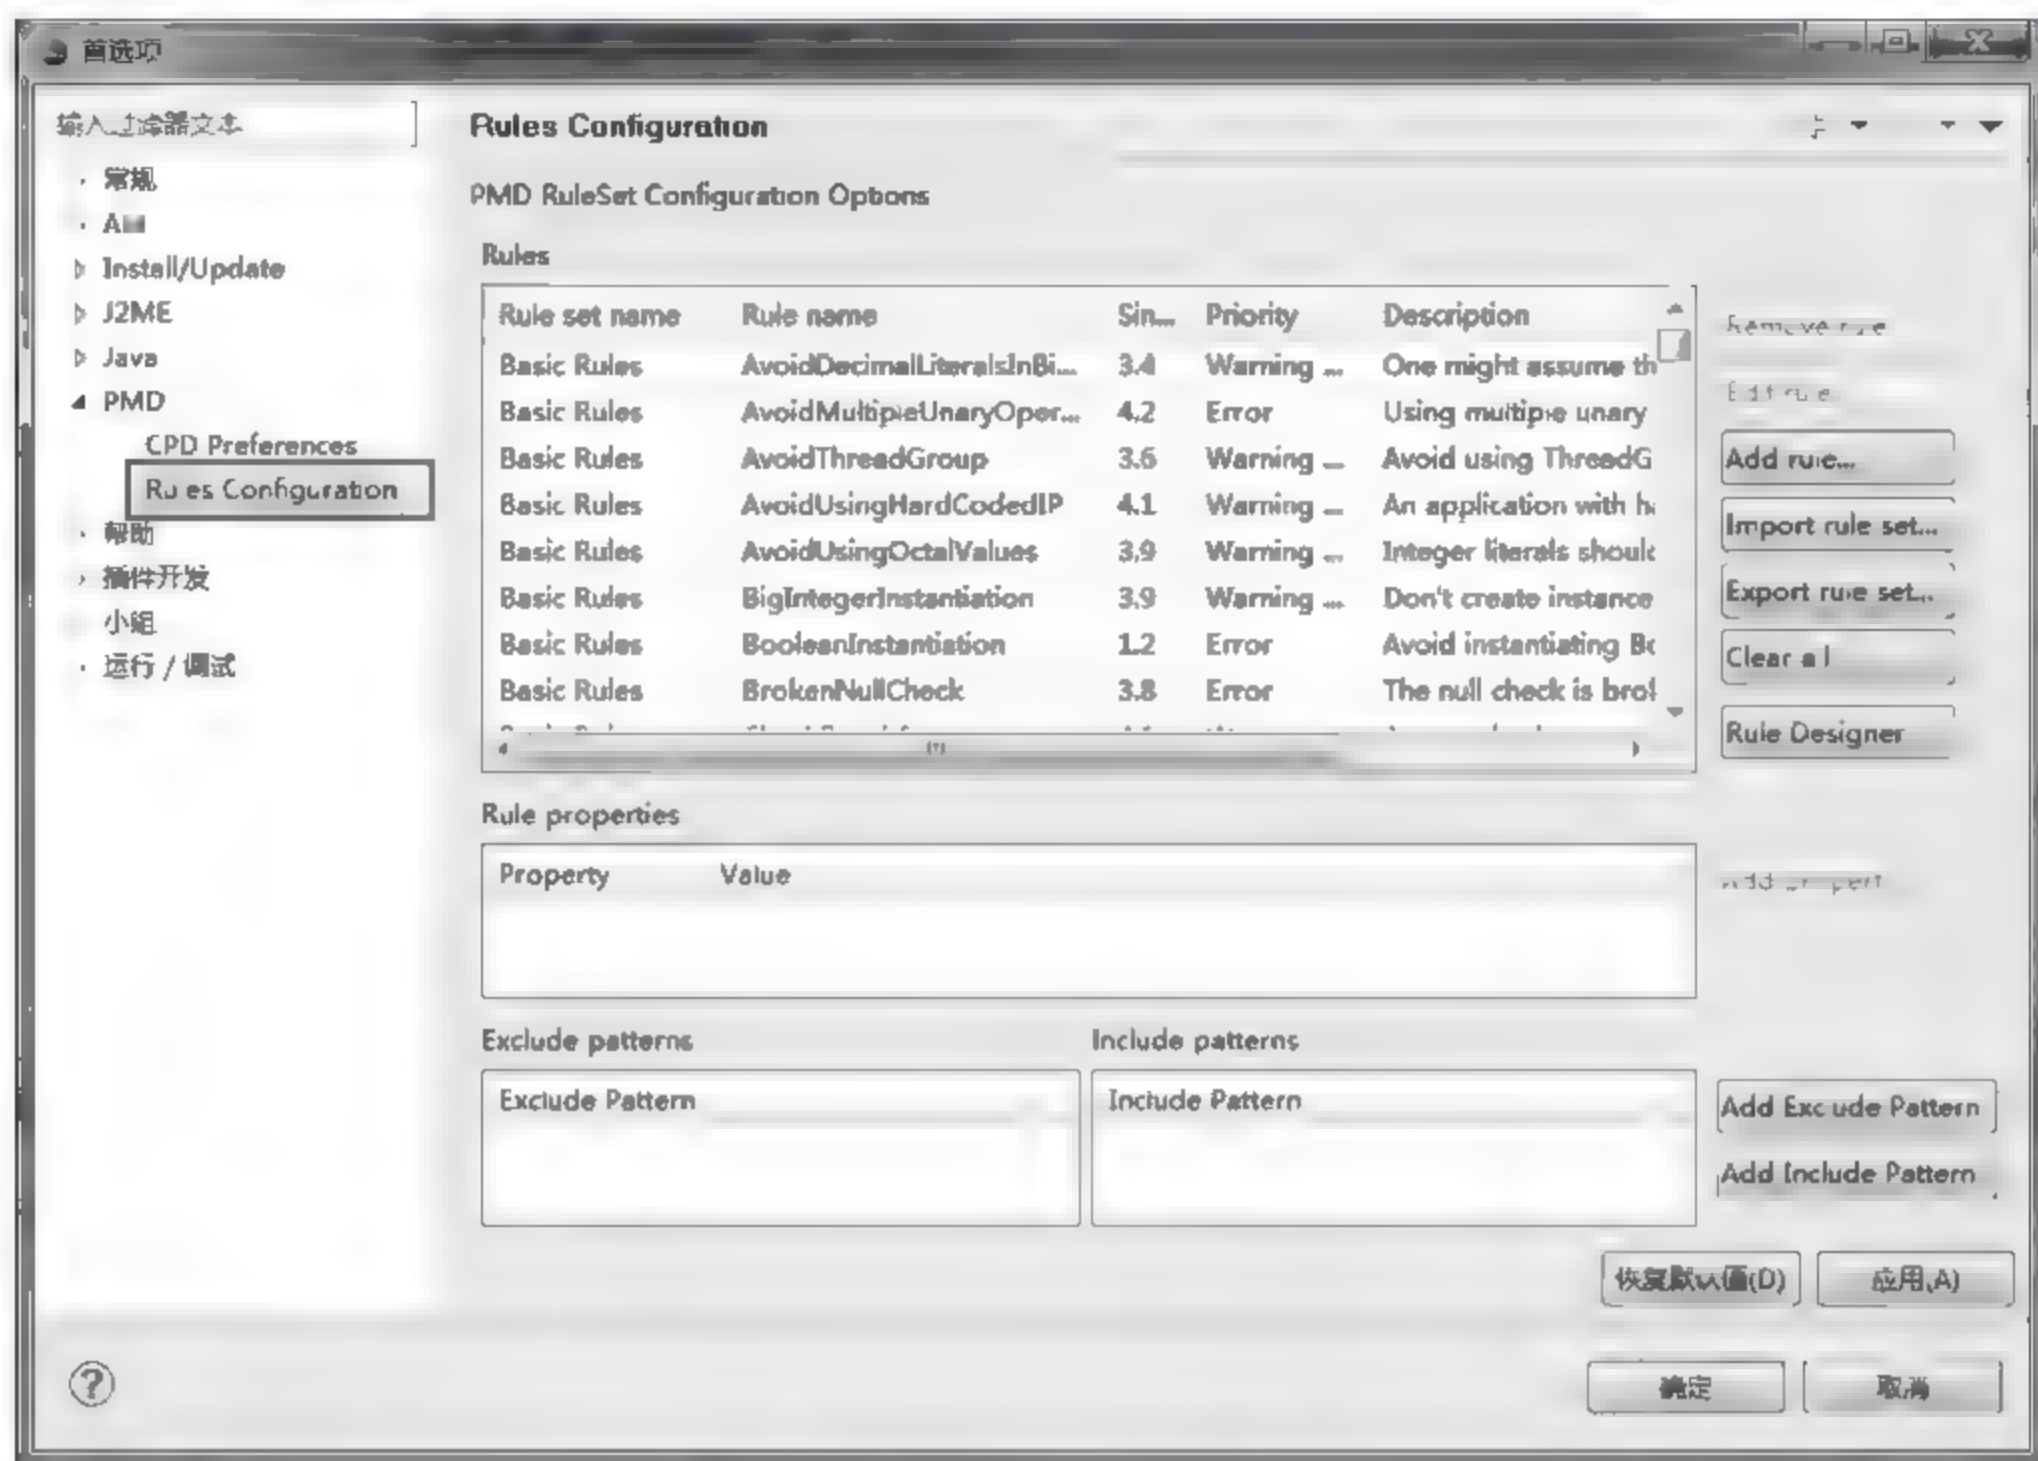 首选项
输入过滤器文本
常规
Install/Update
J2ME
Java
PMD
CPD Preferences
Rules Configuration
帮助
插件开发
小组
运行 / 调试
Rules Configuration
PMD RuleSet Configuration Options
Rules
Rule set name Rule name Sin... Priority Description
Basic Rules AvoidDecimalLiteralsInBi... 3.4 Warning ... One might assume th
Basic Rules AvoidMultipleUnaryOper... 4.2 Error Using multiple unary
Basic Rules AvoidThreadGroup 3.6 Warning ... Avoid using ThreadG
Basic Rules AvoidUsingHardCodedIP 4.1 Warning ... An application with h
Basic Rules AvoidUsingOctalValues 3.9 Warning ... Integer literals should
Basic Rules BigIntegerInstantiation 3.9 Warning ... Don't create instance
Basic Rules BooleanInstantiation 1.2 Error Avoid instantiating Bo
Basic Rules BrokenNullCheck 3.8 Error The null check is brok
Remove rule
Edit rule
Add rule...
Import rule set...
Export rule set...
Clear all
Rule Designer
Rule properties
Property Value
Exclude patterns Include patterns
Exclude Pattern Include Pattern
Add Exclude Pattern
Add Include Pattern
恢复默认值(D) 应用(A)
确定 取消